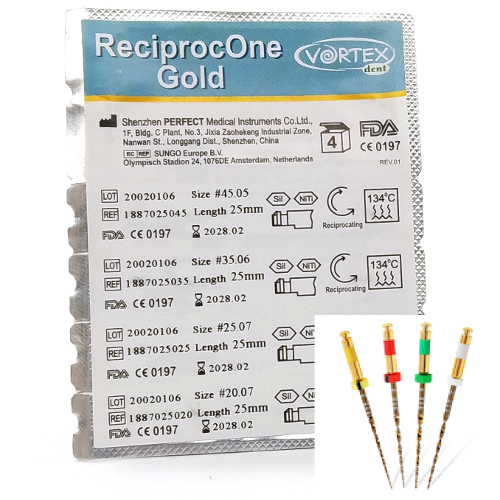 ReciprocOne
Gold
VORTEX
dent
Shenzhen PERFECT Medical Instruments Co.Ltd.,
1F, Bldg. C Plant, No.3, Jixia Zaochekeng Industrial Zone,
Nanwan St., Longgang Dist., Shenzhen, China
EC REP SUNGO Europe B.V.
Olympisch Stadion 24, 1076DE Amsterdam, Netherlands
4
FDA
CE 0197
REV.01
LOT 20020106 Size #45.05 Sil NiTi 134°C
REF 1887025045 Length 25mm
FDA CE 0197 2028.02 Reciprocating
LOT 20020106 Size #35.06 Sil NiTi 134°C
REF 1887025035 Length 25mm
FDA CE 0197 2028.02 Reciprocating
LOT 20020106 Size #25.07 Sil
REF 1887025025 Length 25mm
FDA CE 0197 2028.02
LOT 20020106 Size #20.07 Sil
REF 1887025020 Length 25mm
FDA CE 0197 2028.02